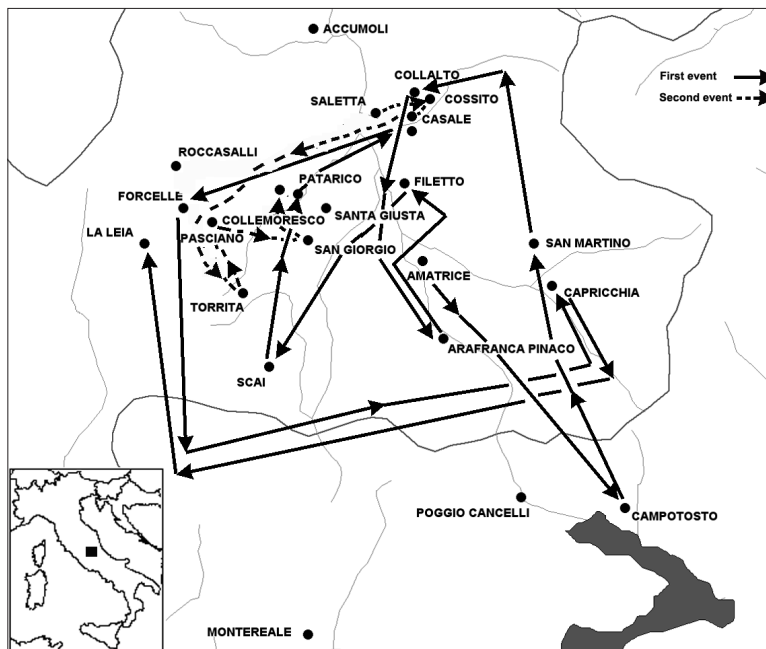 ACCUMOLI
COLLALTO
First event
COSSITO
Second event
SALETTA
CASALE
ROCCASALLI
PATARICO
FILETTO
FORCELLE
COLLEMORESCO
SANTA GIUSTA
LA LEIA
PASCIANO
SAN GIORGIO
SAN MARTINO
AMATRICE
CAPRICCHIA
TORRITA
ARAFRANCA PINACO
SCAI
POGGIO CANCELLI
CAMPOTOSTO
MONTEREALE